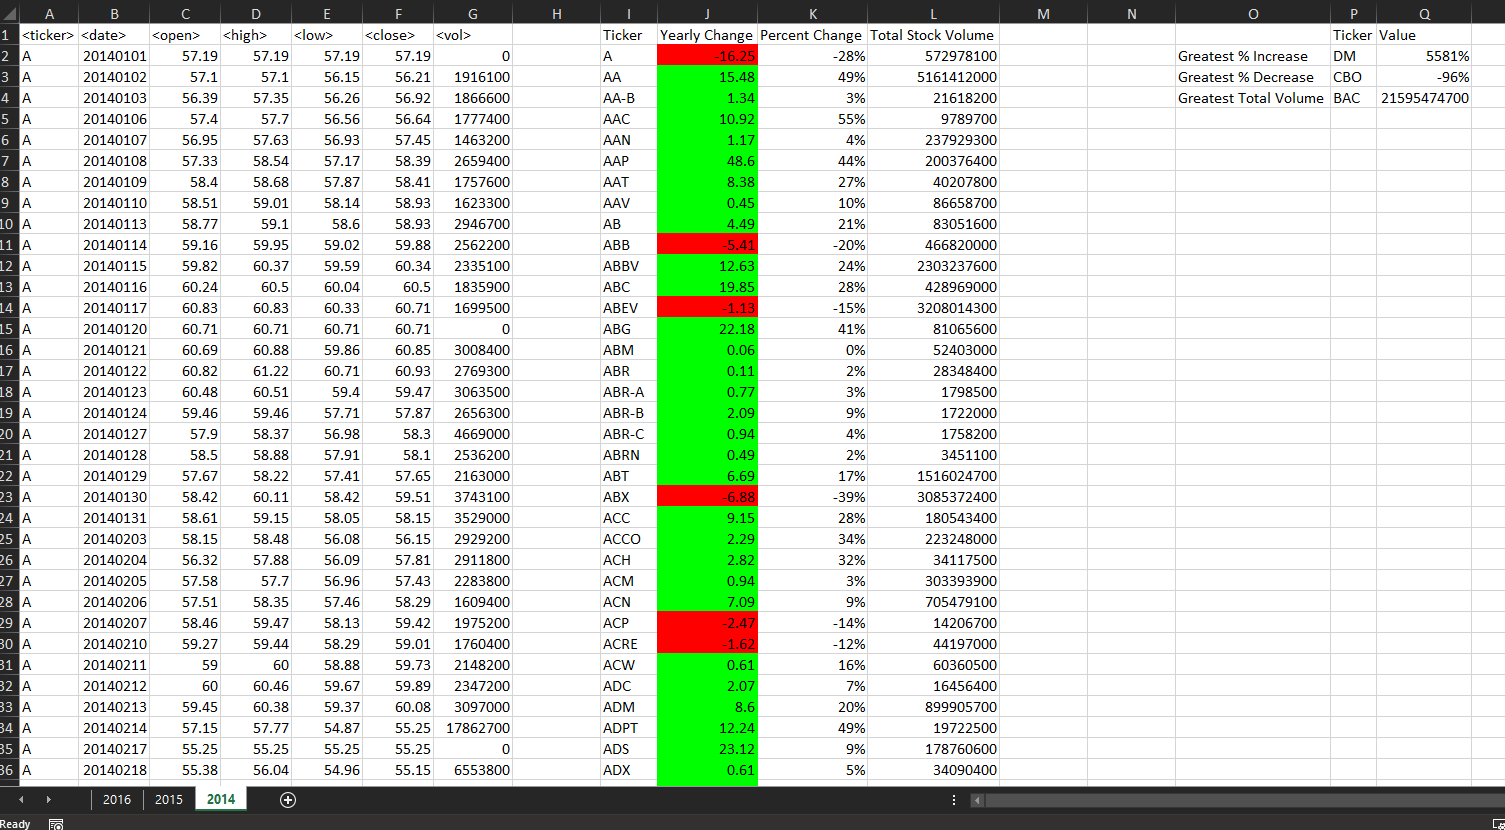 A B C D E F G H I J K L M N O P Q
1 <ticker> <date> <open> <high> <low> <close> <vol> Ticker Yearly Change Percent Change Total Stock Volume Ticker Value
2 A 20140101 57.19 57.19 57.19 57.19 0 A -16.25 -28% 572978100 Greatest % Increase DM 5581%
3 A 20140102 57.1 57.1 56.15 56.21 1916100 AA 15.48 49% 5161412000 Greatest % Decrease CBO -96%
4 A 20140103 56.39 57.35 56.26 56.92 1866600 AA-B 1.34 3% 21618200 Greatest Total Volume BAC 21595474700
5 A 20140106 57.4 57.7 56.56 56.64 1777400 AAC 10.92 55% 9789700
6 A 20140107 56.95 57.63 56.93 57.45 1463200 AAN 1.17 4% 237929300
7 A 20140108 57.33 58.54 57.17 58.39 2659400 AAP 48.6 44% 200376400
8 A 20140109 58.4 58.68 57.87 58.41 1757600 AAT 8.38 27% 40207800
9 A 20140110 58.51 59.01 58.14 58.93 1623300 AAV 0.45 10% 86658700
10 A 20140113 58.77 59.1 58.6 58.93 2946700 AB 4.49 21% 83051600
11 A 20140114 59.16 59.95 59.02 59.88 2562200 ABB -5.41 -20% 466820000
12 A 20140115 59.82 60.37 59.59 60.34 2335100 ABBV 12.63 24% 2303237600
13 A 20140116 60.24 60.5 60.04 60.5 1835900 ABC 19.85 28% 428969000
14 A 20140117 60.83 60.83 60.33 60.71 1699500 ABEV -1.13 -15% 3208014300
15 A 20140120 60.71 60.71 60.71 60.71 0 ABG 22.18 41% 81065600
16 A 20140121 60.69 60.88 59.86 60.85 3008400 ABM 0.06 0% 52403000
17 A 20140122 60.82 61.22 60.71 60.93 2769300 ABR 0.11 2% 28348400
18 A 20140123 60.48 60.51 59.4 59.47 3063500 ABR-A 0.77 3% 1798500
19 A 20140124 59.46 59.46 57.71 57.87 2656300 ABR-B 2.09 9% 1722000
20 A 20140127 57.9 58.37 56.98 58.3 4669000 ABR-C 0.94 4% 1758200
21 A 20140128 58.5 58.88 57.91 58.1 2536200 ABRN 0.49 2% 3451100
22 A 20140129 57.67 58.22 57.41 57.65 2163000 ABT 6.69 17% 1516024700
23 A 20140130 58.42 60.11 58.42 59.51 3743100 ABX -6.88 -39% 3085372400
24 A 20140131 58.61 59.15 58.05 58.15 3529000 ACC 9.15 28% 180543400
25 A 20140203 58.15 58.48 56.08 56.15 2929200 ACCO 2.29 34% 223248000
26 A 20140204 56.32 57.88 56.09 57.81 2911800 ACH 2.82 32% 34117500
27 A 20140205 57.58 57.7 56.96 57.43 2283800 ACM 0.94 3% 303393900
28 A 20140206 57.51 58.35 57.46 58.29 1609400 ACN 7.09 9% 705479100
29 A 20140207 58.46 59.47 58.13 59.42 1975200 ACP -2.47 -14% 14206700
30 A 20140210 59.27 59.44 58.29 59.01 1760400 ACRE -1.62 -12% 44197000
31 A 20140211 59 60 58.88 59.73 2148200 ACW 0.61 16% 60360500
32 A 20140212 60 60.46 59.67 59.89 2347200 ADC 2.07 7% 16456400
33 A 20140213 59.45 60.38 59.37 60.08 3097000 ADM 8.6 20% 899905700
34 A 20140214 57.15 57.77 54.87 55.25 17862700 ADPT 12.24 49% 19722500
35 A 20140217 55.25 55.25 55.25 55.25 0 ADS 23.12 9% 178760600
36 A 20140218 55.38 56.04 54.96 55.15 6553800 ADX 0.61 5% 34090400
2016 2015 2014
Ready